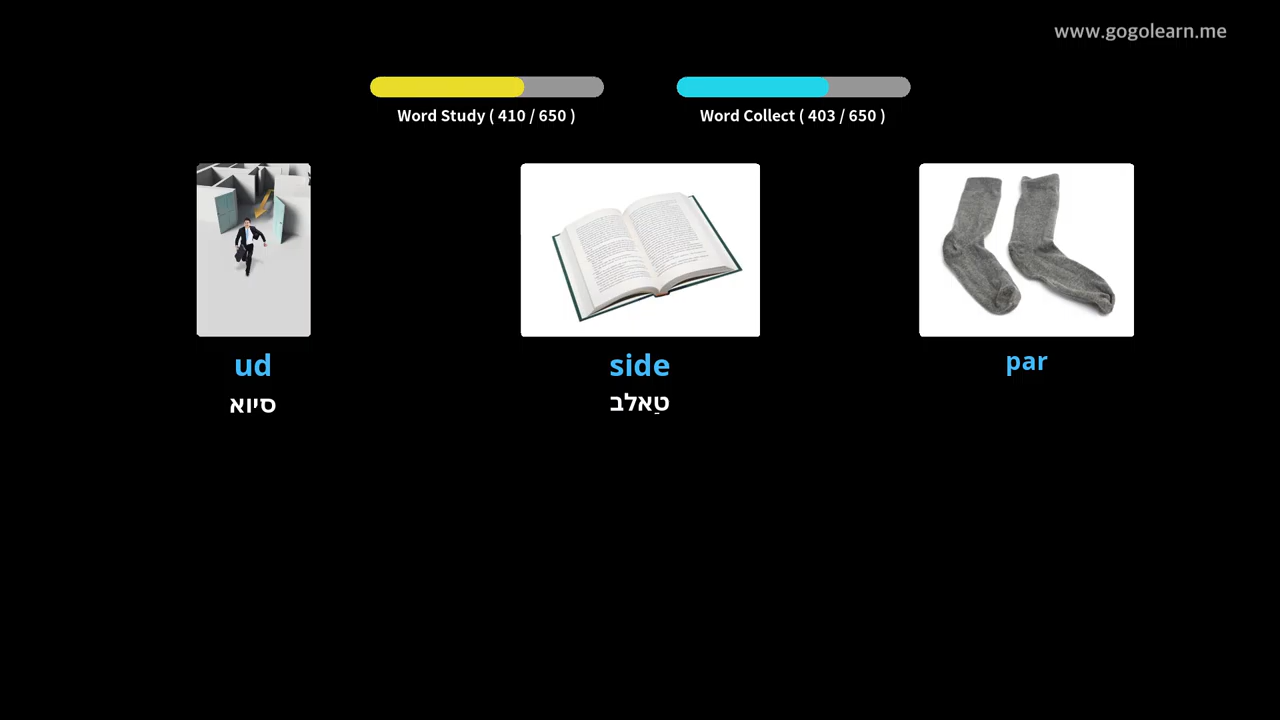 www.gogolearn.me
Word Study ( 410 / 650 )
Word Collect ( 403 / 650 )
ud
side
par
סיוא
טַאלב